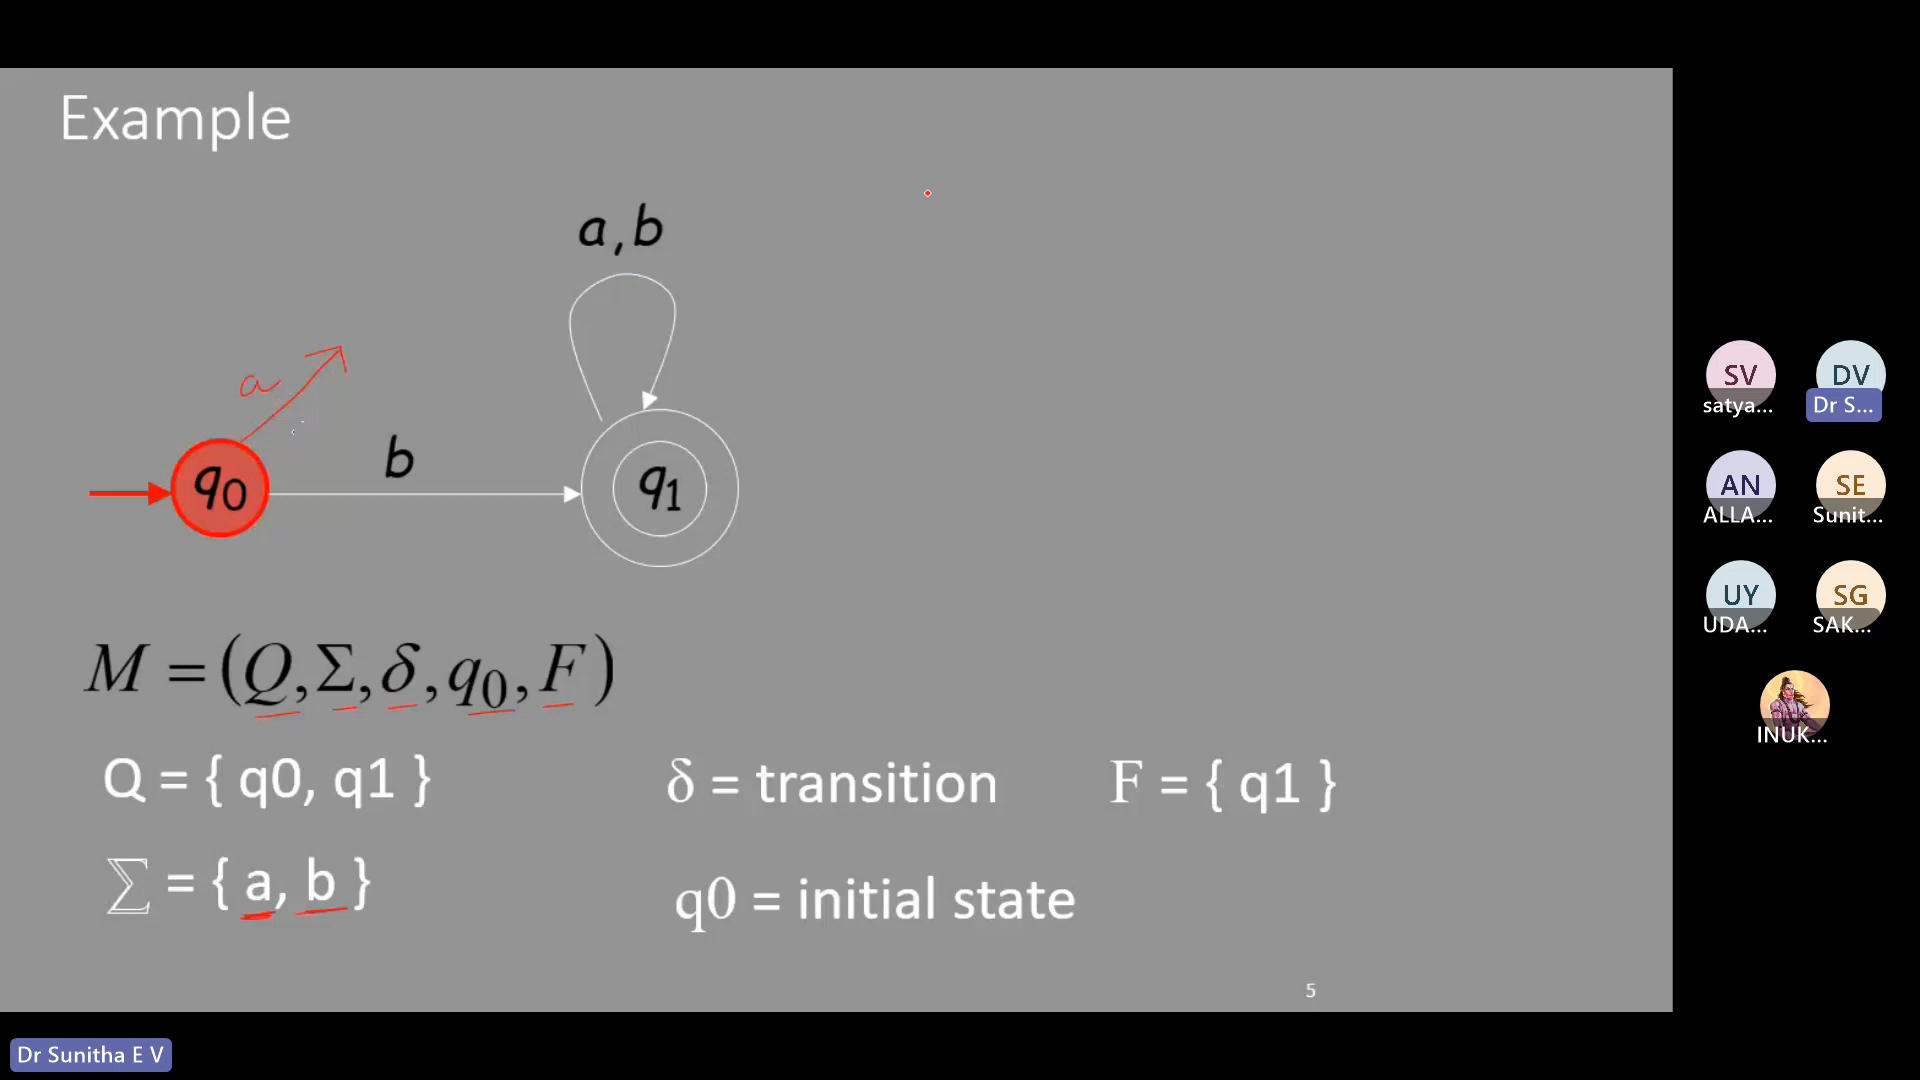 Example
a,b
a
b
q0
q1
M = (Q,Σ,δ,q0,F)
Q = { q0, q1 }
δ = transition
F = { q1 }
∑ = { a, b }
q0 = initial state
5
SV
DV
satya...
Dr S...
AN
SE
ALLA...
Sunit...
UY
SG
UDA...
SAK...
INUK...
Dr Sunitha E V